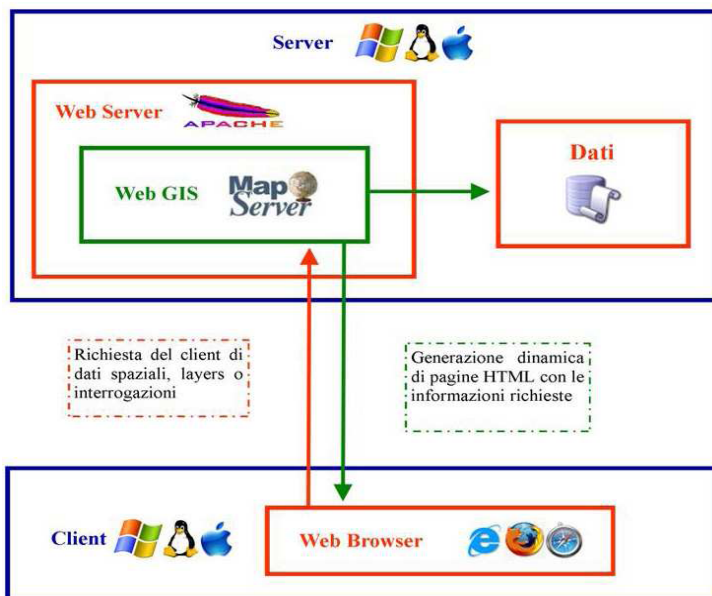 Server
Web Server
APACHE
Web GIS
Map
Server
Dati
Richiesta del client di
dati spaziali, layers o
interrogazioni
Generazione dinamica
di pagine HTML con le
informazioni richieste
Client
Web Browser